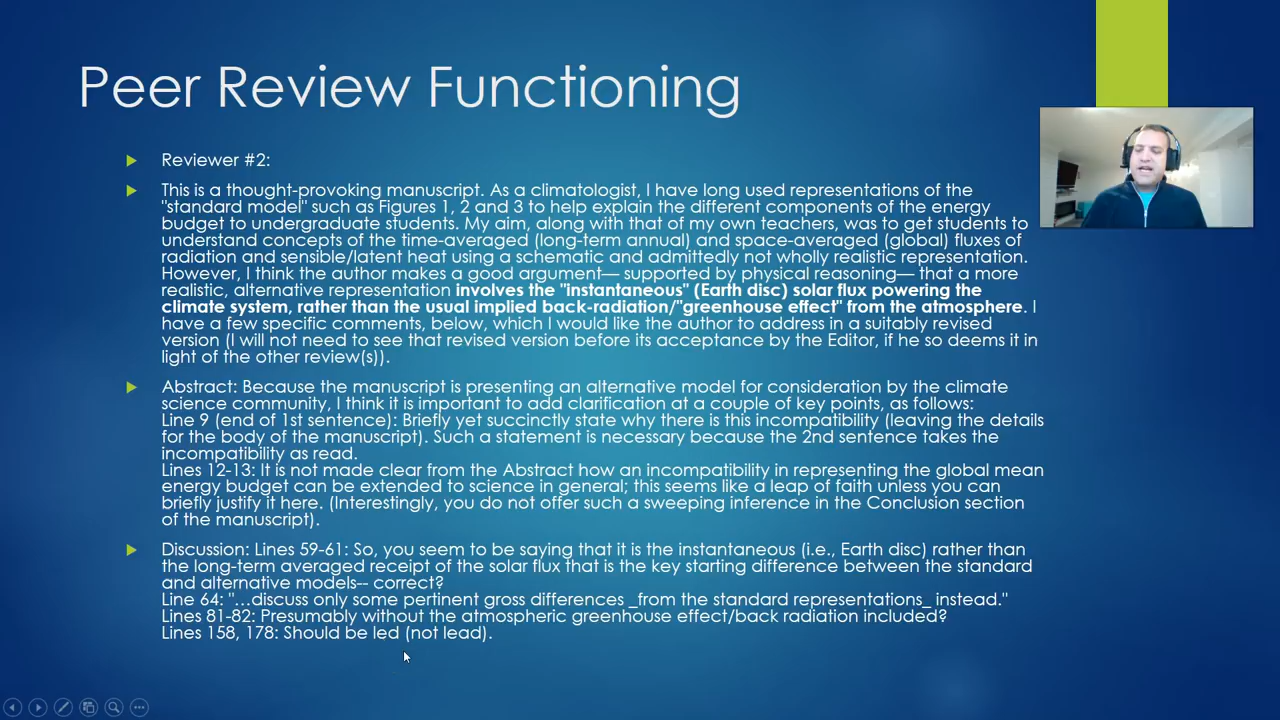 Peer Review Functioning
Reviewer #2:
This is a thought-provoking manuscript. As a climatologist, I have long used representations of the
"standard model" such as Figures 1, 2 and 3 to help explain the different components of the energy
budget to undergraduate students. My aim, along with that of my own teachers, was to get students to
understand concepts of the time-averaged (long-term annual) and space-averaged (global) fluxes of
radiation and sensible/latent heat using a schematic and admittedly not wholly realistic representation.
However, I think the author makes a good argument— supported by physical reasoning— that a more
realistic, alternative representation involves the "instantaneous" (Earth disc) solar flux powering the
climate system, rather than the usual implied back-radiation/"greenhouse effect" from the atmosphere. I
have a few specific comments, below, which I would like the author to address in a suitably revised
version (I will not need to see that revised version before its acceptance by the Editor, if he so deems it in
light of the other review(s)).
Abstract: Because the manuscript is presenting an alternative model for consideration by the climate
science community, I think it is important to add clarification at a couple of key points, as follows:
Line 9 (end of 1st sentence): Briefly yet succinctly state why there is this incompatibility (leaving the details
for the body of the manuscript). Such a statement is necessary because the 2nd sentence takes the
incompatibility as read.
Lines 12-13: It is not made clear from the Abstract how an incompatibility in representing the global mean
energy budget can be extended to science in general; this seems like a leap of faith unless you can
briefly justify it here. (Interestingly, you do not offer such a sweeping inference in the Conclusion section
of the manuscript).
Discussion: Lines 59-61: So, you seem to be saying that it is the instantaneous (i.e., Earth disc) rather than
the long-term averaged receipt of the solar flux that is the key starting difference between the standard
and alternative models-- correct?
Line 64: "…discuss only some pertinent gross differences _from the standard representations_ instead."
Lines 81-82: Presumably without the atmospheric greenhouse effect/back radiation included?
Lines 158, 178: Should be led (not lead).